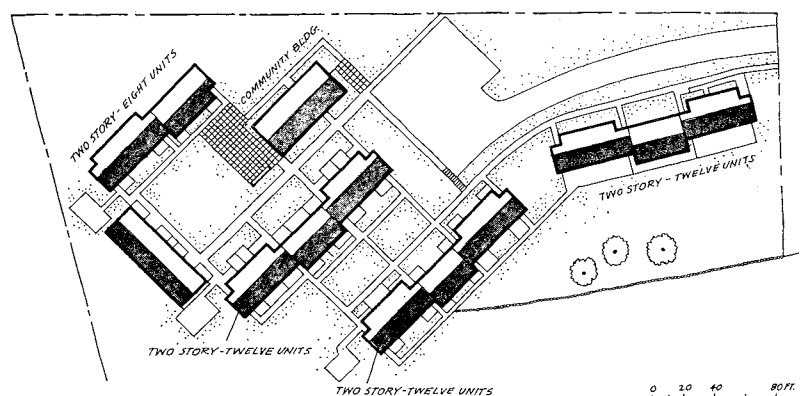 COMMUNITY BLDG.
TWO STORY - EIGHT UNITS
TWO STORY - TWELVE UNITS
TWO STORY - TWELVE UNITS
TWO STORY - TWELVE UNITS
0 20 40 80 FT.